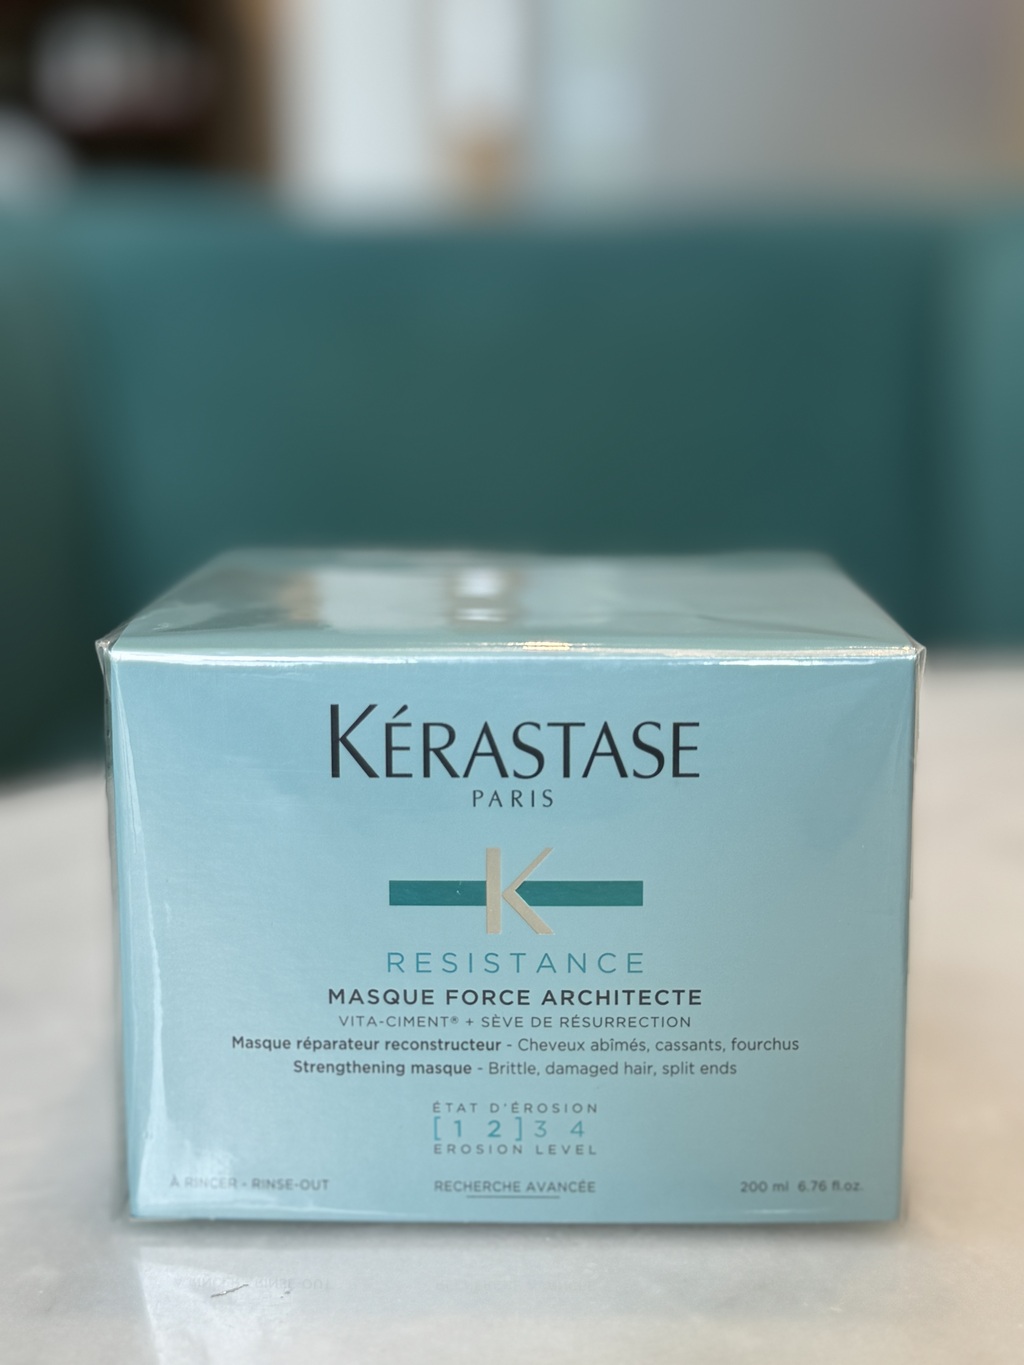 KÉRASTASE
PARIS
K
RESISTANCE
MASQUE FORCE ARCHITECTE
VITA-CIMENT® + SÈVE DE RÉSURRECTION
Masque réparateur reconstructeur - Cheveux abîmés, cassants, fourchus
Strengthening masque - Brittle, damaged hair, split ends
ÉTAT D'ÉROSION
[1 2]3 4
EROSION LEVEL
À RINCER - RINSE-OUT
RECHERCHE AVANCÉE
200 ml 6.76 fl.oz.